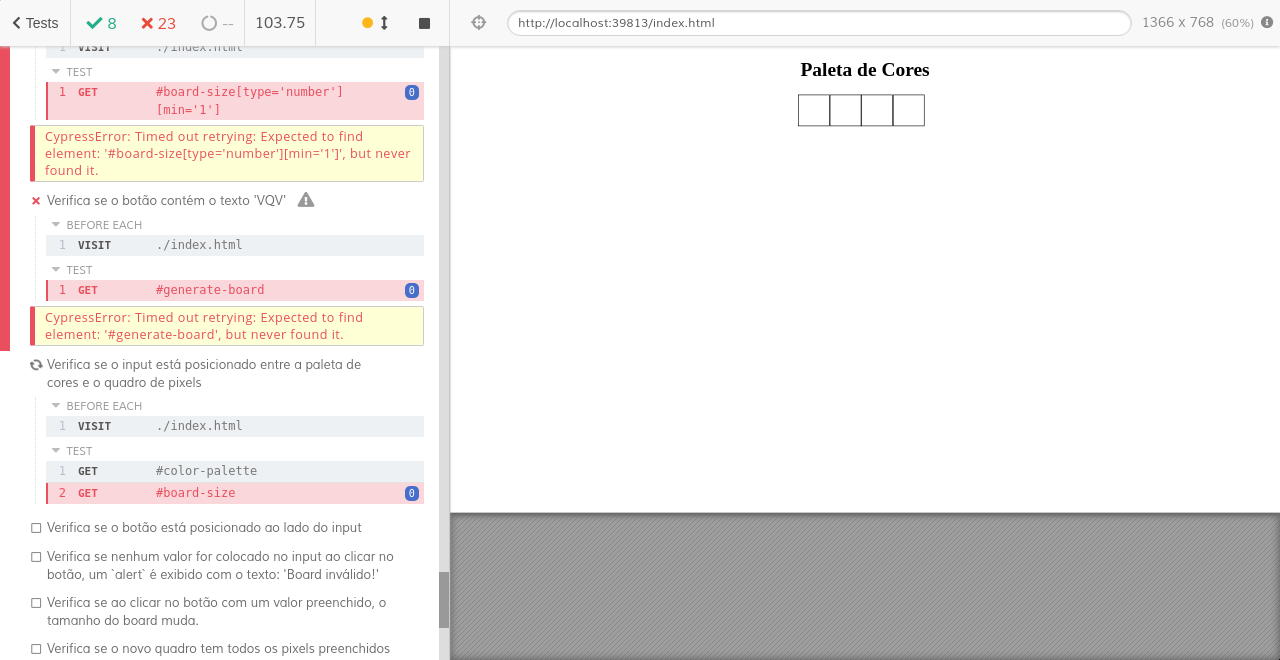 Tests
8
23
--
103.75
http://localhost:39813/index.html
1366 x 768 (60%)
1 VISIT ./index.html
TEST
1 GET #board-size[type='number']
[min='1']
0
CypressError: Timed out retrying: Expected to find
element: '#board-size[type='number'][min='1']', but never
found it.
Verifica se o botão contém o texto 'VQV'
BEFORE EACH
1 VISIT ./index.html
TEST
1 GET #generate-board 0
CypressError: Timed out retrying: Expected to find
element: '#generate-board', but never found it.
Verifica se o input está posicionado entre a paleta de
cores e o quadro de pixels
BEFORE EACH
1 VISIT ./index.html
TEST
1 GET #color-palette
2 GET #board-size 0
Verifica se o botão está posicionado ao lado do input
Verifica se nenhum valor for colocado no input ao clicar no
botão, um `alert` é exibido com o texto: 'Board inválido!'
Verifica se ao clicar no botão com um valor preenchido, o
tamanho do board muda.
Verifica se o novo quadro tem todos os pixels preenchidos
Paleta de Cores